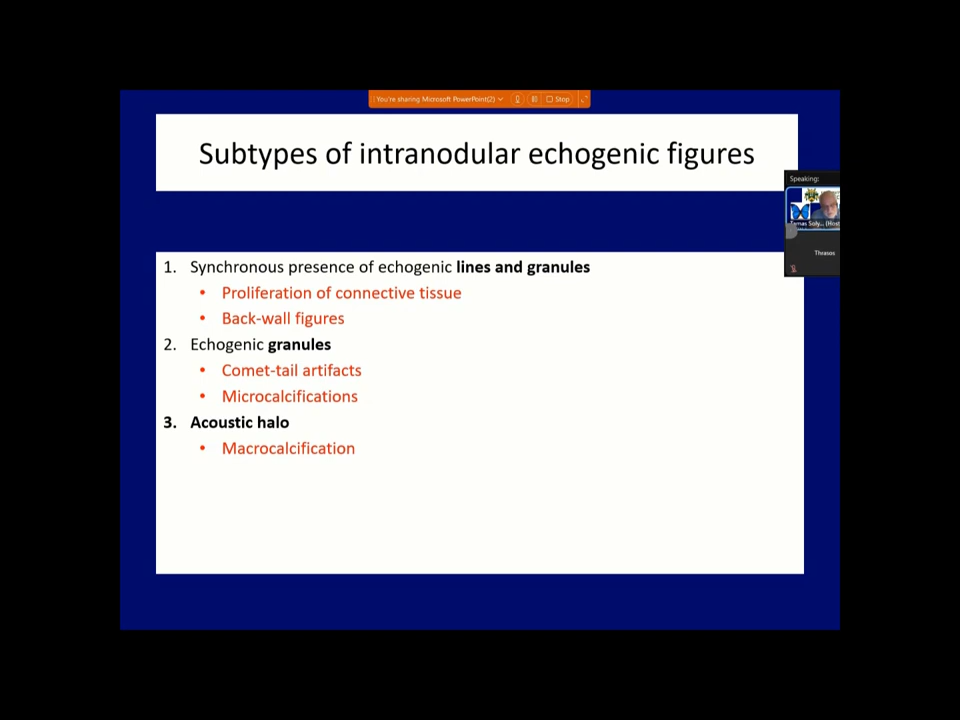 You're sharing Microsoft PowerPoint(2)
Stop
Subtypes of intranodular echogenic figures
Speaking:
Thrasos
1. Synchronous presence of echogenic lines and granules
• Proliferation of connective tissue
• Back-wall figures
2. Echogenic granules
• Comet-tail artifacts
• Microcalcifications
3. Acoustic halo
• Macrocalcification